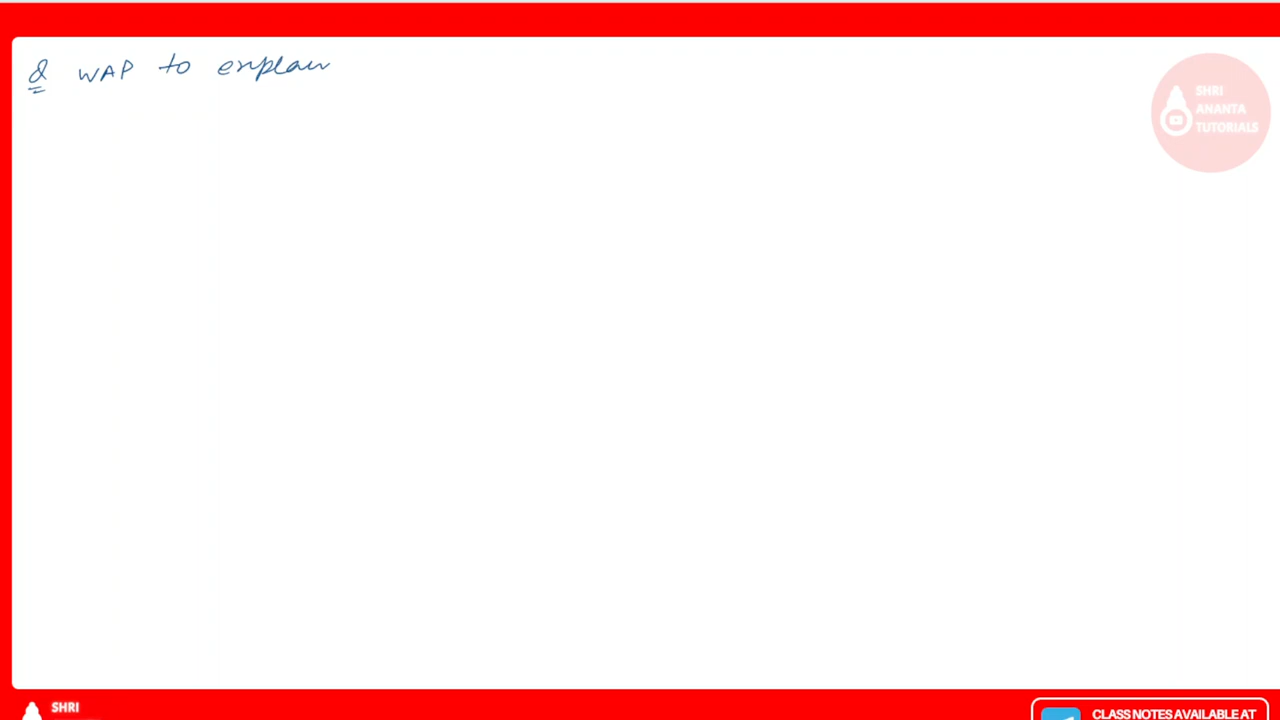 Q WAP to explain
SHRI
ANANTA
TUTORIALS
SHRI
CLASS NOTES AVAILABLE AT